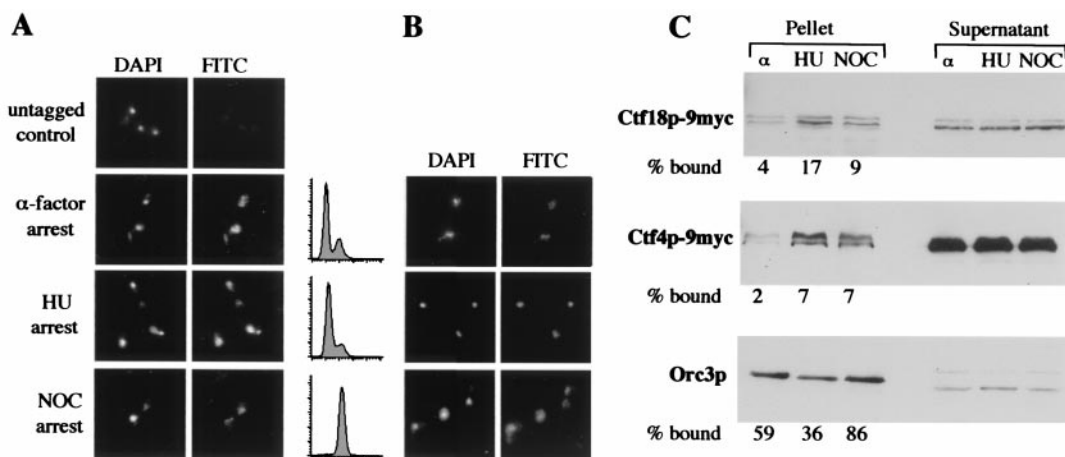 A
DAPI FITC
untagged control
α-factor arrest
HU arrest
NOC arrest
B
DAPI FITC
C
Pellet Supernatant
α HU NOC α HU NOC
Ctf18p-9myc
% bound 4 17 9
Ctf4p-9myc
% bound 2 7 7
Orc3p
% bound 59 36 86